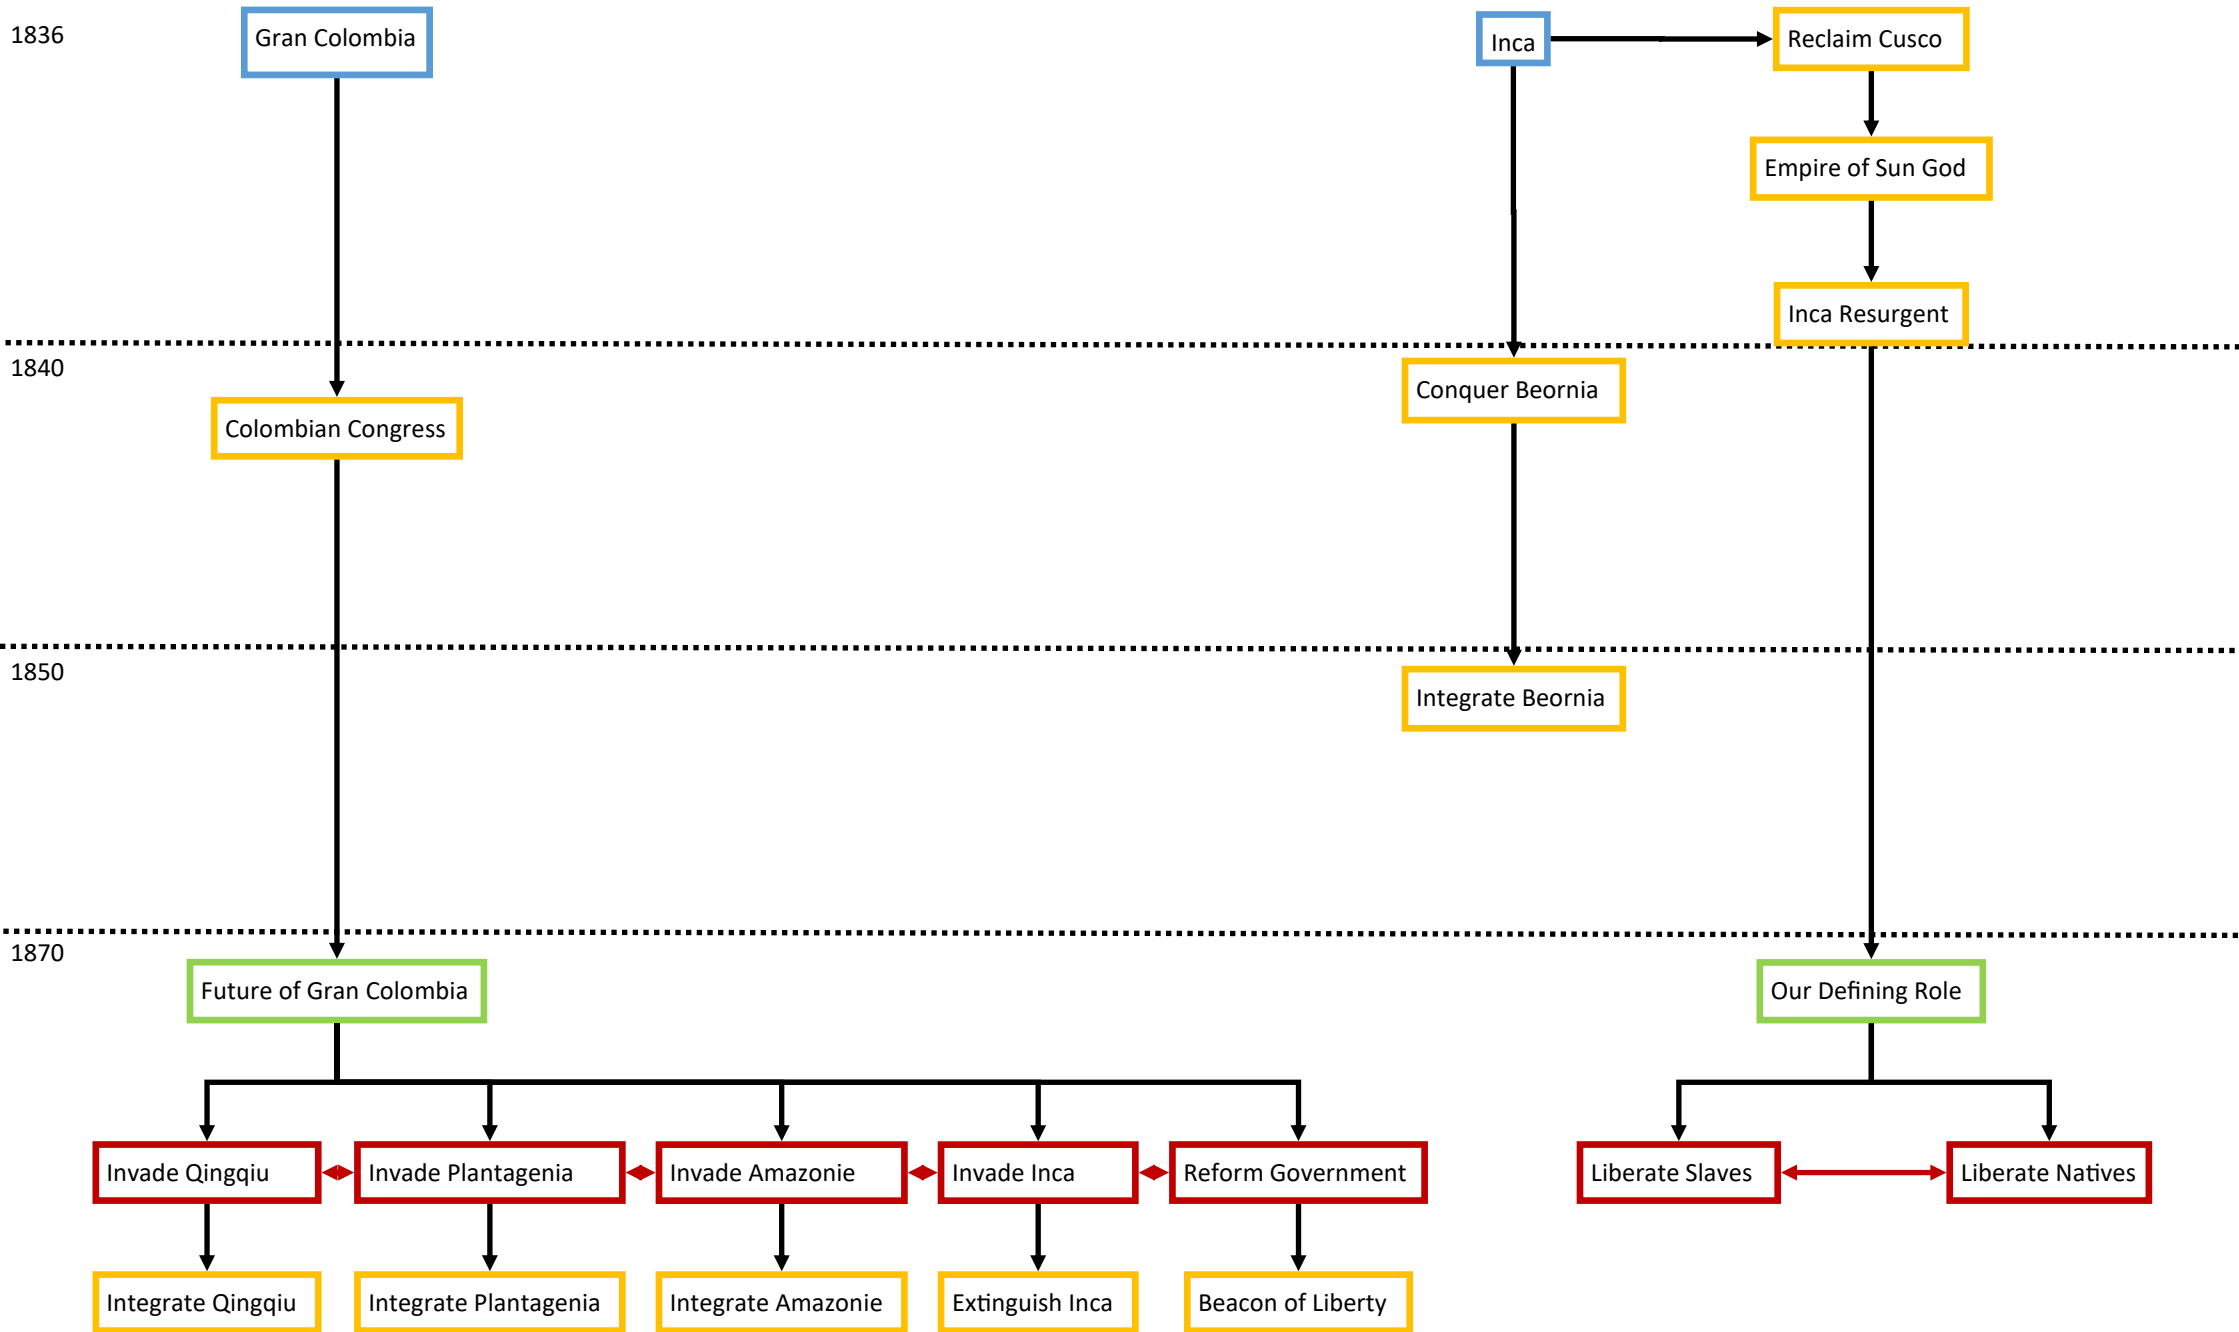 1836
Gran Colombia
Inca
Reclaim Cusco
Empire of Sun God
Inca Resurgent
1840
Conquer Beornia
Colombian Congress
1850
Integrate Beornia
1870
Future of Gran Colombia
Our Defining Role
Invade Qingqiu
Invade Plantagenia
Invade Amazonie
Invade Inca
Reform Government
Liberate Slaves
Liberate Natives
Integrate Qingqiu
Integrate Plantagenia
Integrate Amazonie
Extinguish Inca
Beacon of Liberty